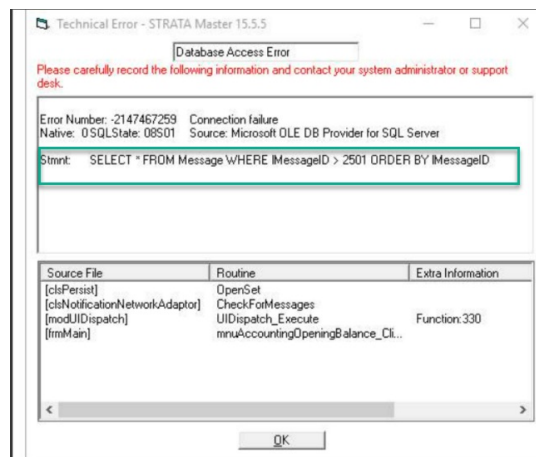 Technical Error - STRATA Master 15.5.5
Database Access Error
Please carefully record the following information and contact your system administrator or support
desk.
Error Number: -2147467259 Connection failure
Native: 0 SQLState: 08S01 Source: Microsoft OLE DB Provider for SQL Server
Stmnt: SELECT * FROM Message WHERE lMessageID > 2501 ORDER BY lMessageID
Source File Routine Extra Information
[clsPersist] OpenSet
[clsNotificationNetworkAdaptor] CheckForMessages
[modUIDispatch] UIDispatch_Execute Function:330
[frmMain] mnuAccountingOpeningBalance_Cli...
OK